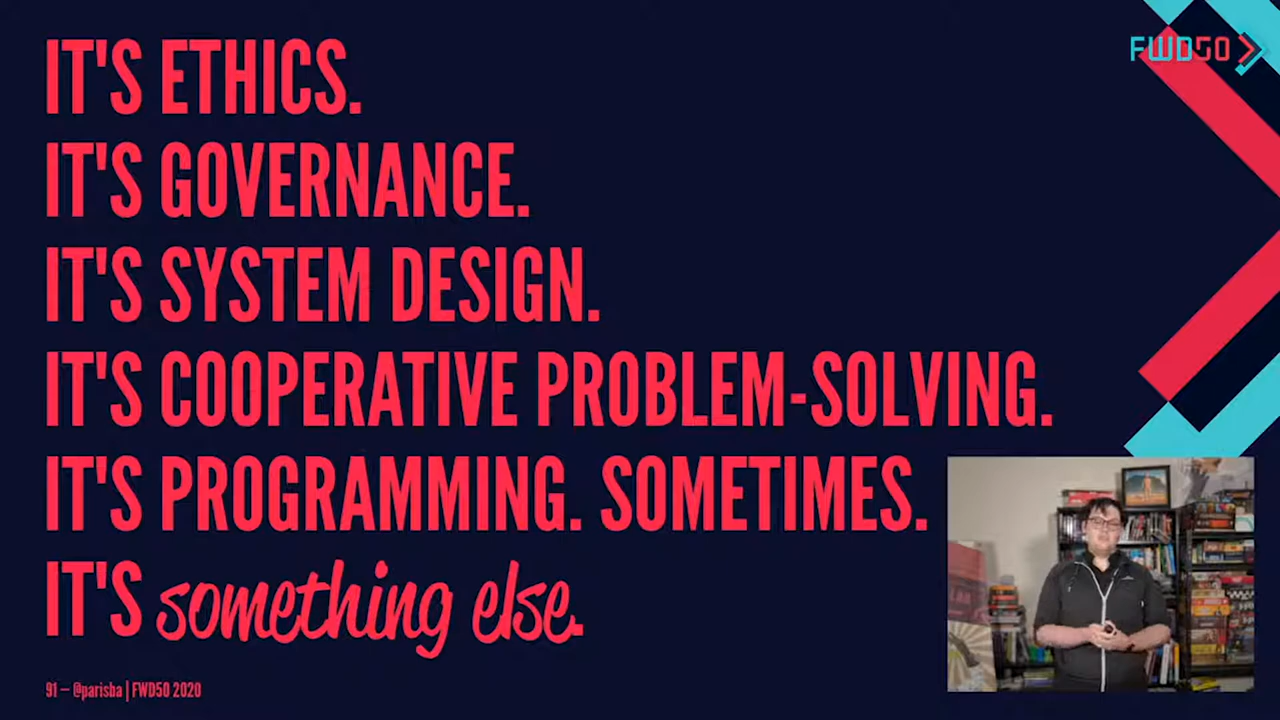 IT'S ETHICS.
IT'S GOVERNANCE.
IT'S SYSTEM DESIGN.
IT'S COOPERATIVE PROBLEM-SOLVING.
IT'S PROGRAMMING. SOMETIMES.
IT'S something else.
91 — @parisba | FWD50 2020
FWD50